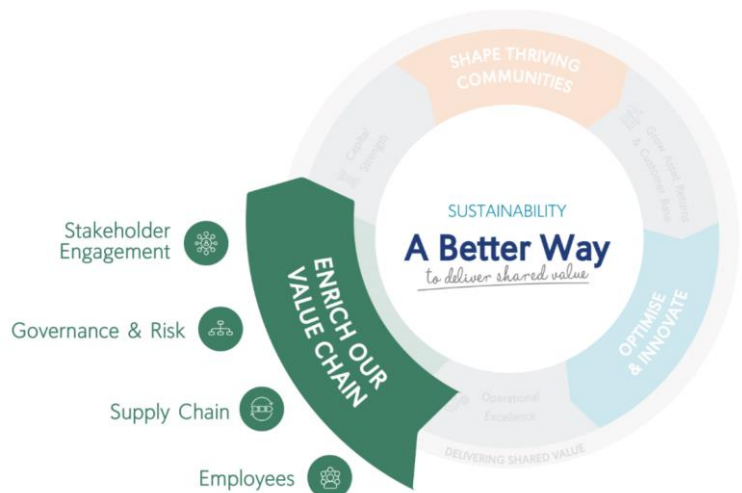 SHAPE THRIVING
COMMUNITIES
Capital
Strength
Grow Asset Returns
& Customer Base
SUSTAINABILITY
A Better Way
to deliver shared value
Stakeholder
Engagement
Governance & Risk
Supply Chain
Employees
ENRICH OUR
VALUE CHAIN
OPTIMISE
& INNOVATE
Operational
Excellence
DELIVERING SHARED VALUE